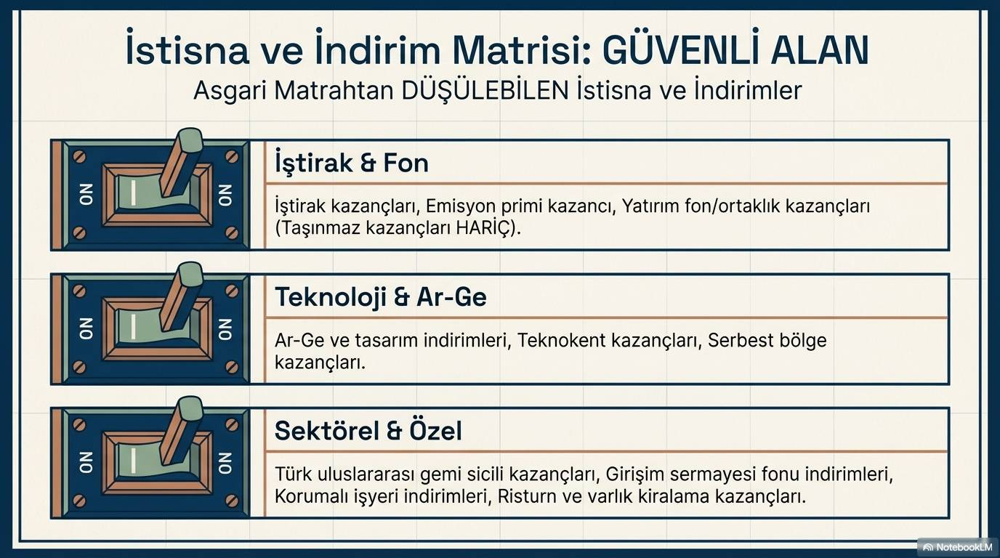 İstisna ve İndirim Matrisi: GÜVENLİ ALAN
Asgari Matrahtan DÜŞÜLEBİLEN İstisna ve İndirimler
ON
ON
İştirak & Fon
İştirak kazançları, Emisyon primi kazancı, Yatırım fon/ortaklık kazançları
(Taşınmaz kazançları HARİÇ).
ON
ON
Teknoloji & Ar-Ge
Ar-Ge ve tasarım indirimleri, Teknokent kazançları, Serbest bölge
kazançları.
ON
ON
Sektörel & Özel
Türk uluslararası gemi sicili kazançları, Girişim sermayesi fonu indirimleri,
Korumalı işyeri indirimleri, Risturn ve varlık kiralama kazançları.
NotebookLM